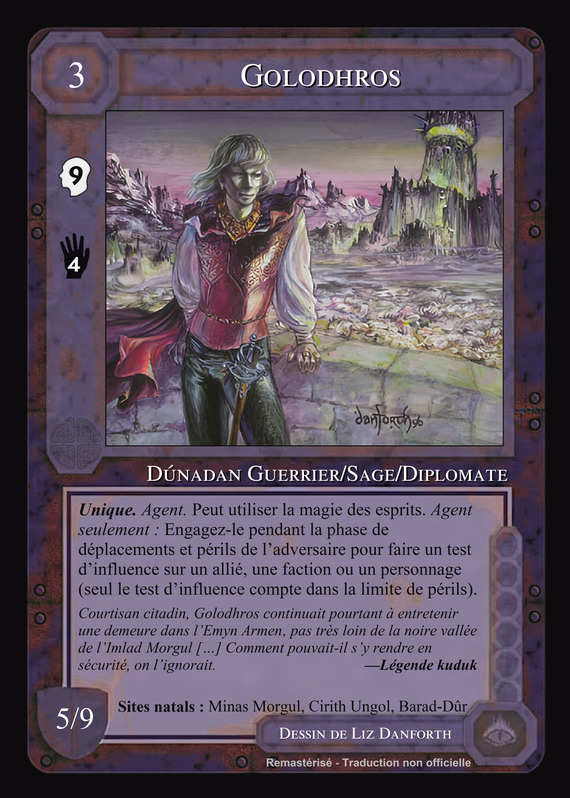 3
GOLODHROS
9
4
danforth96
DÚNADAN GUERRIER/SAGE/DIPLOMATE
Unique. Agent. Peut utiliser la magie des esprits. Agent
seulement : Engagez-le pendant la phase de
déplacements et périls de l’adversaire pour faire un test
d’influence sur un allié, une faction ou un personnage
(seul le test d’influence compte dans la limite de périls).
Courtisan citadin, Golodhros continuait pourtant à entretenir
une demeure dans l’Emyn Armen, pas très loin de la noire vallée
de l’Imlad Morgul [...] Comment pouvait-il s’y rendre en
sécurité, on l’ignorait. —Légende kuduk
Sites natals : Minas Morgul, Cirith Ungol, Barad-Dûr
5/9
DESSIN DE LIZ DANFORTH
Remastérisé - Traduction non officielle